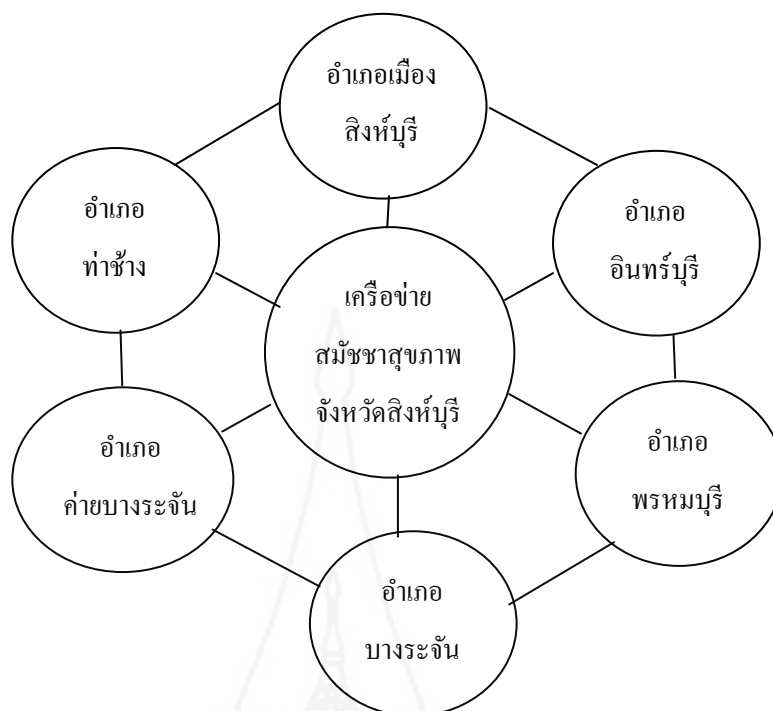 อำเภอเมือง
สิงห์บุรี
อำเภอ
ท่าช้าง
อำเภอ
อินทร์บุรี
เครือข่าย
สมัชชาสุขภาพ
จังหวัดสิงห์บุรี
อำเภอ
ค่ายบางระจัน
อำเภอ
พรหมบุรี
อำเภอ
บางระจัน